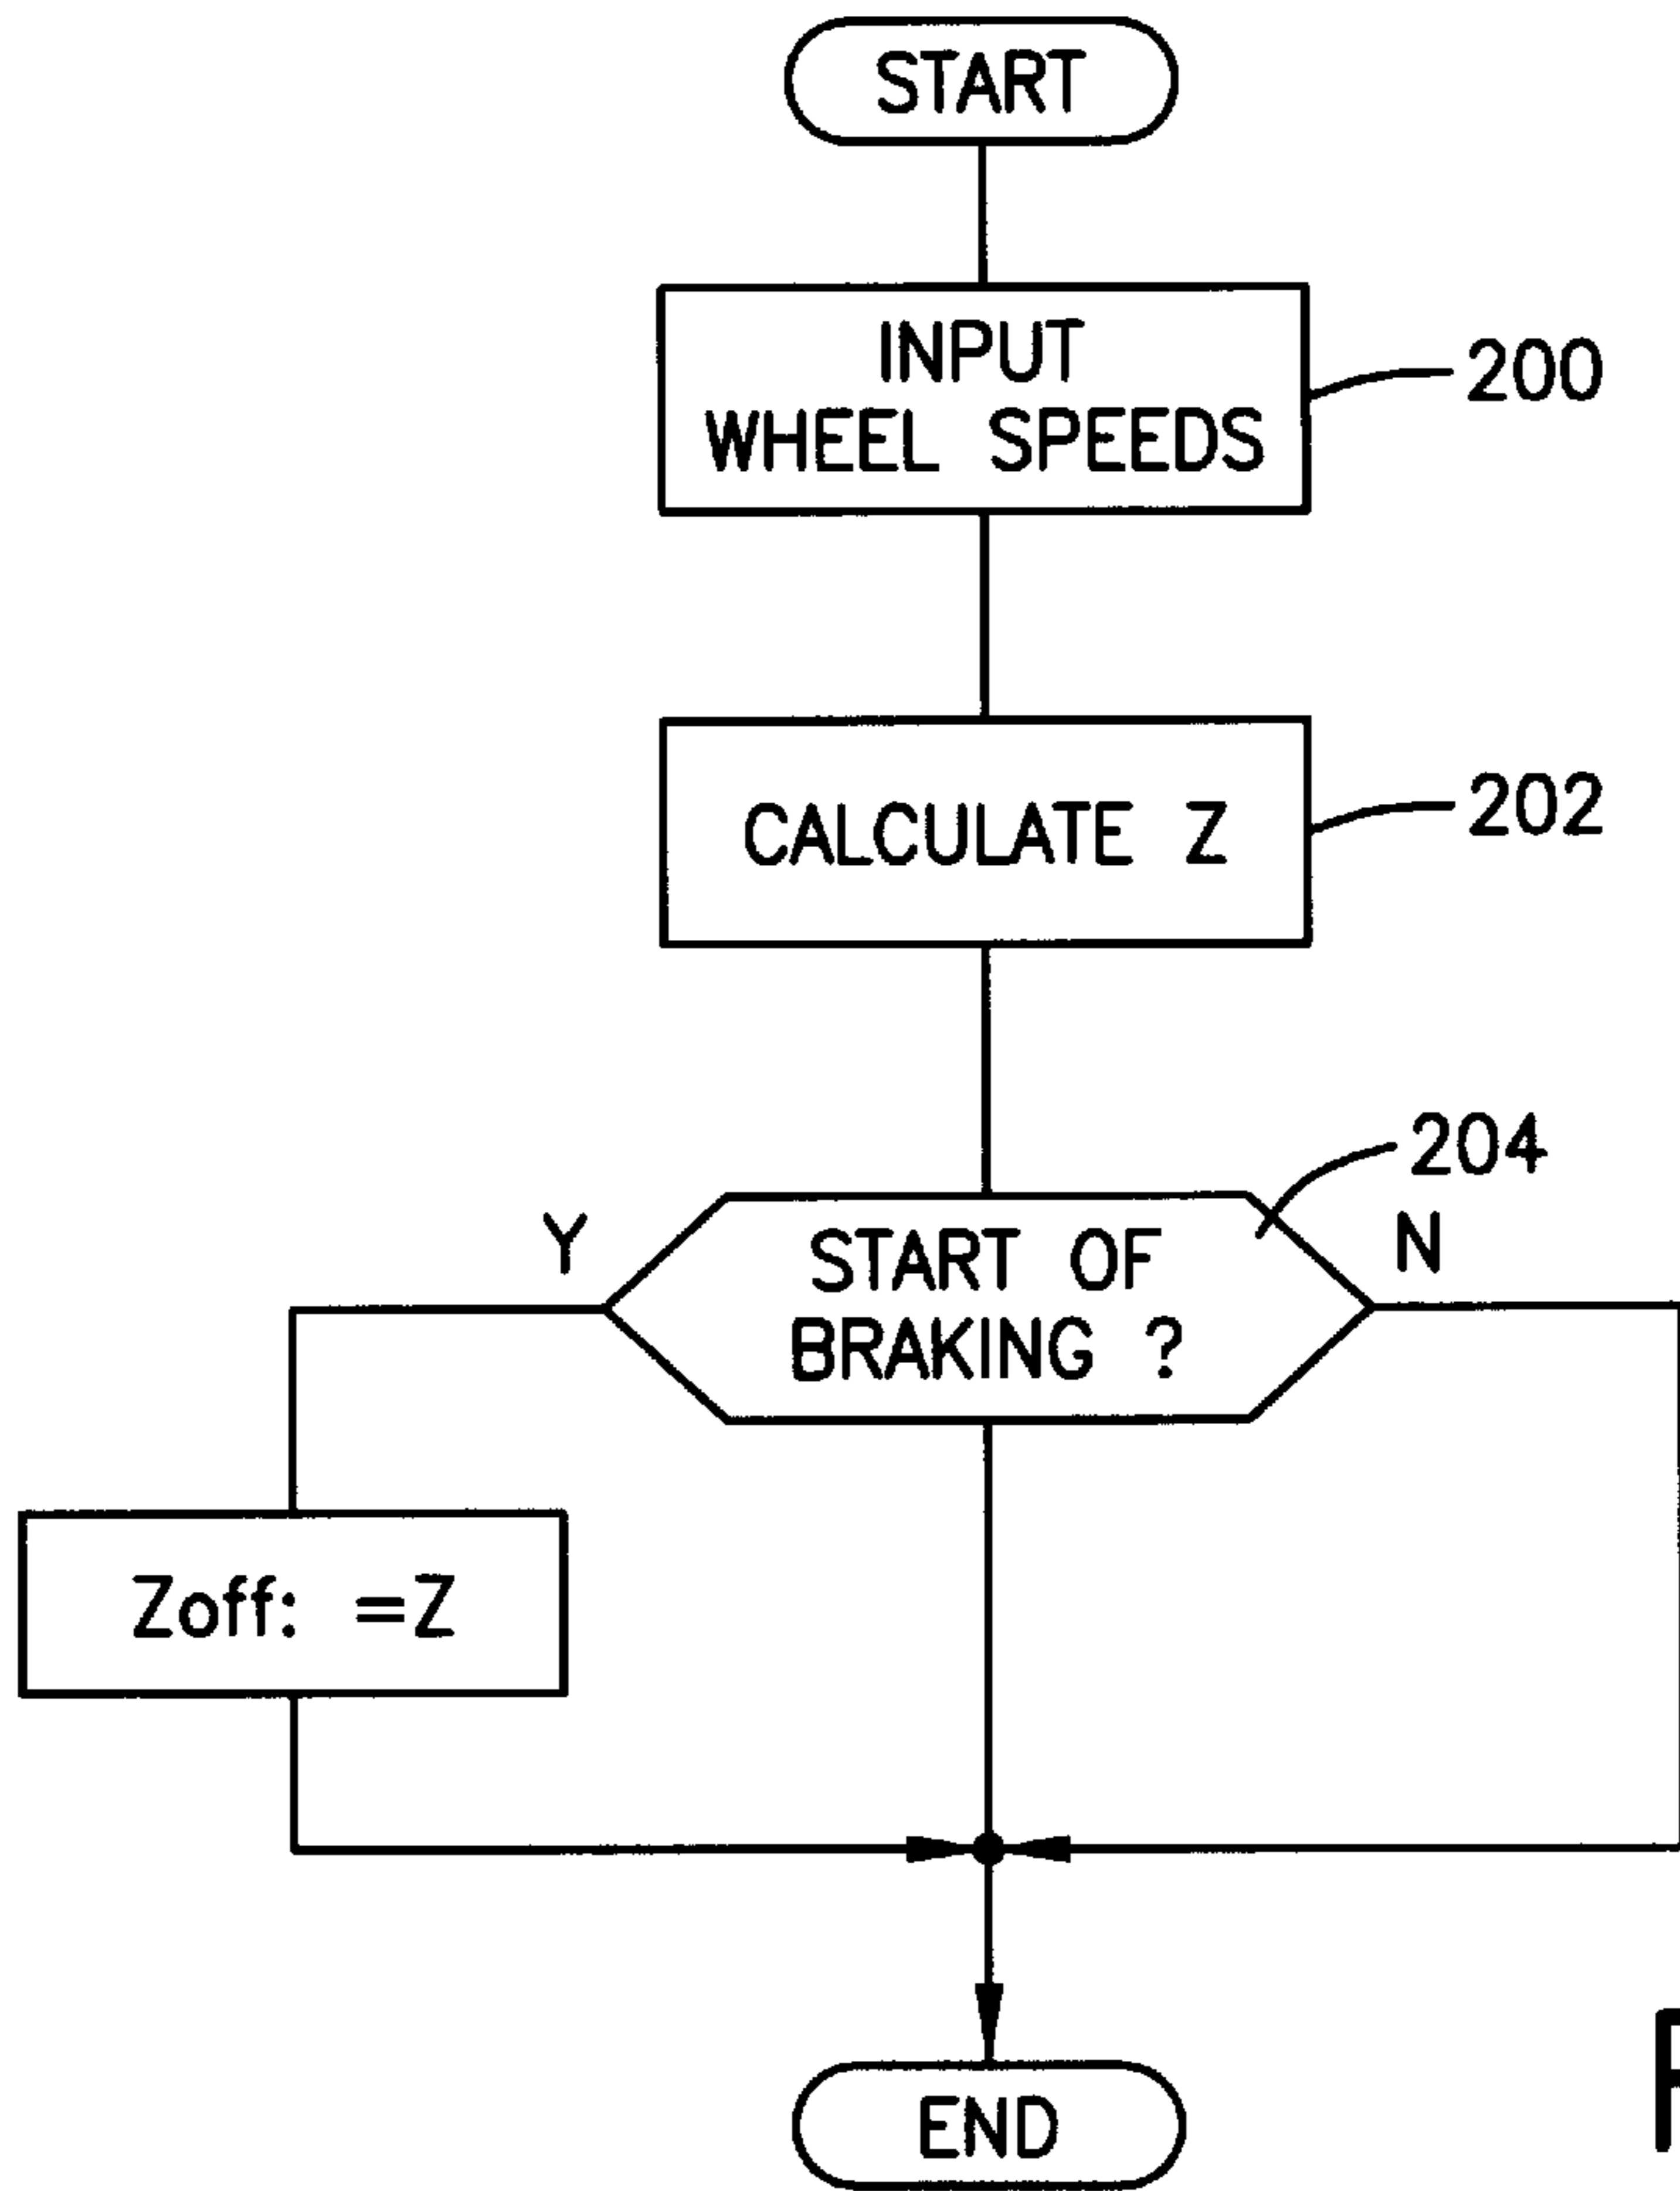 START
INPUT
WHEEL SPEEDS
200
CALCULATE Z
202
204
Y
START OF
BRAKING ?
N
Zoff: =Z
END